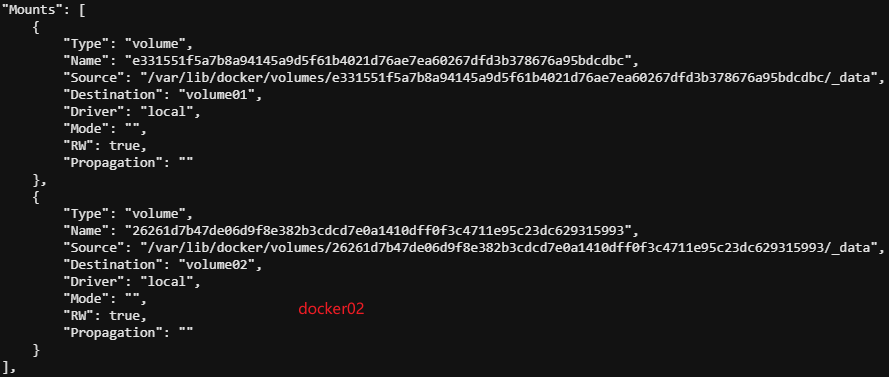 "Mounts": [
{
"Type": "volume",
"Name": "e331551f5a7b8a94145a9d5f61b4021d76ae7ea60267dfd3b378676a95bdcdbc",
"Source": "/var/lib/docker/volumes/e331551f5a7b8a94145a9d5f61b4021d76ae7ea60267dfd3b378676a95bdcdbc/_data",
"Destination": "volume01",
"Driver": "local",
"Mode": "",
"RW": true,
"Propagation": ""
},
{
"Type": "volume",
"Name": "26261d7b47de06d9f8e382b3cdcd7e0a1410dff0f3c4711e95c23dc629315993",
"Source": "/var/lib/docker/volumes/26261d7b47de06d9f8e382b3cdcd7e0a1410dff0f3c4711e95c23dc629315993/_data",
"Destination": "volume02",
"Driver": "local",
"Mode": "",
docker02
"RW": true,
"Propagation": ""
}
],